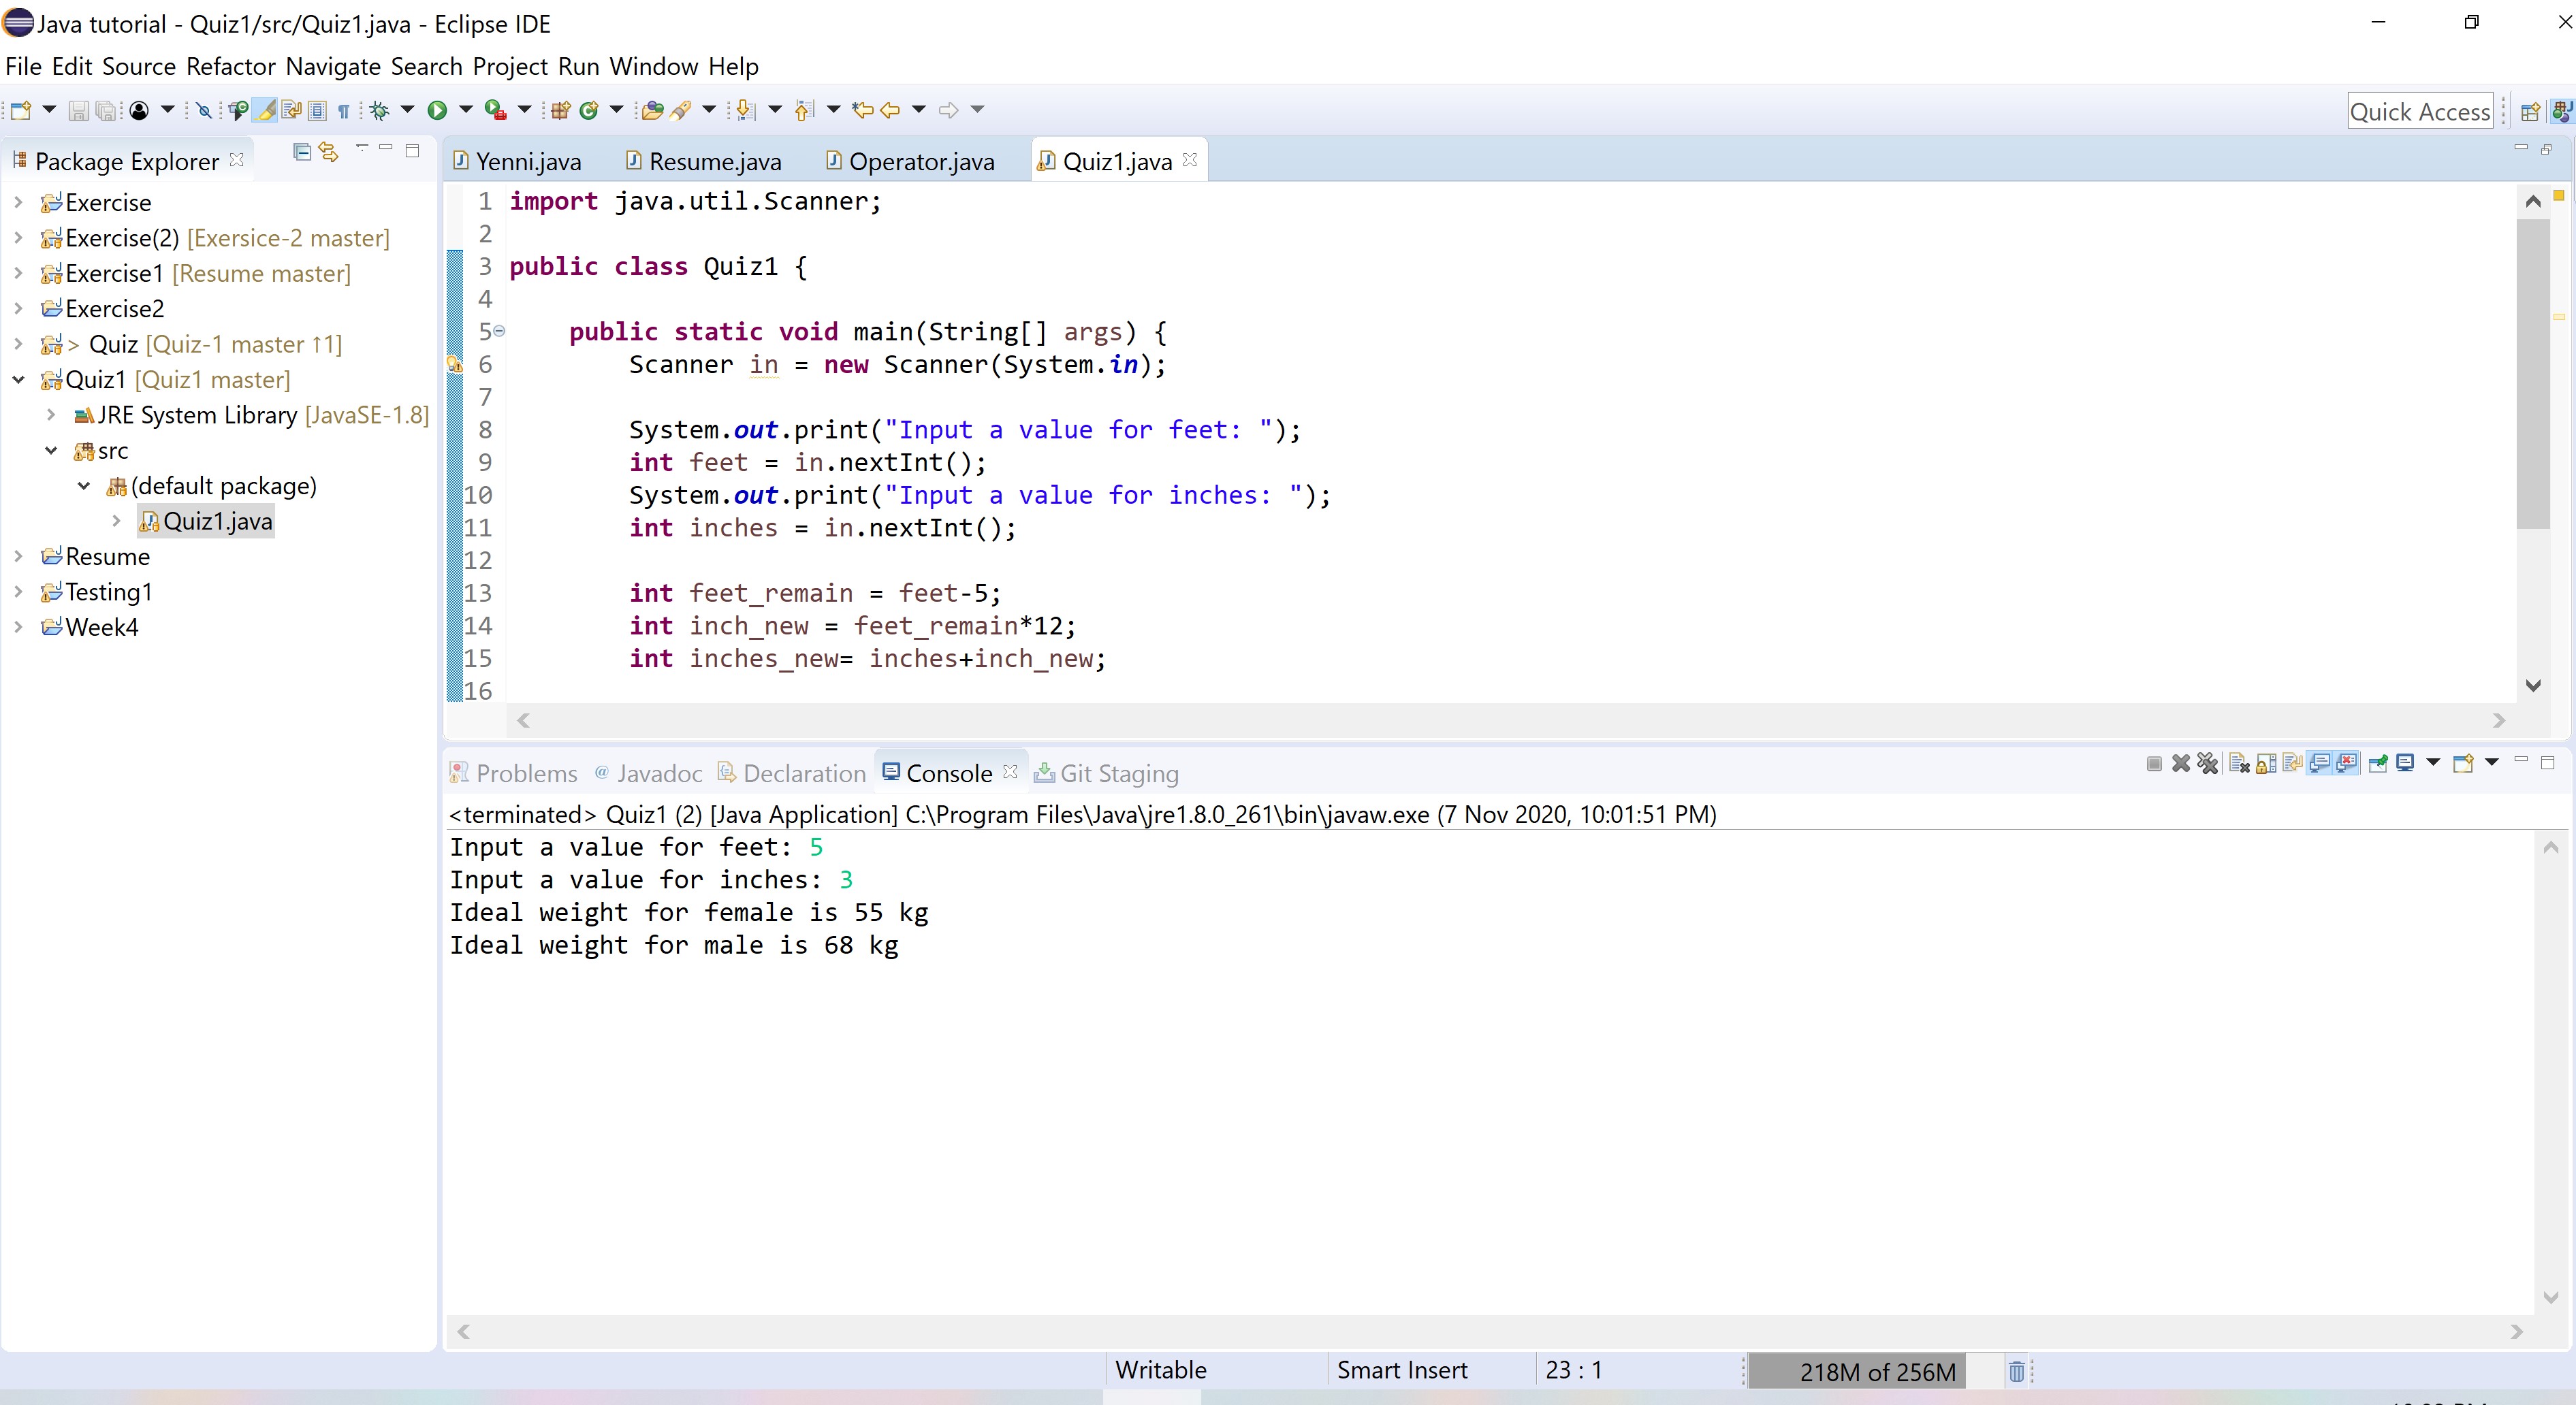 Java tutorial - Quiz1/src/Quiz1.java - Eclipse IDE
File Edit Source Refactor Navigate Search Project Run Window Help
Quick Access
Package Explorer
Exercise
Exercise(2) [Exersice-2 master]
Exercise1 [Resume master]
Exercise2
> Quiz [Quiz-1 master ↑1]
Quiz1 [Quiz1 master]
JRE System Library [JavaSE-1.8]
src
(default package)
Quiz1.java
Resume
Testing1
Week4
Yenni.java Resume.java Operator.java Quiz1.java
1 import java.util.Scanner;
2
3 public class Quiz1 {
4
5 public static void main(String[] args) {
6 Scanner in = new Scanner(System.in);
7
8 System.out.print("Input a value for feet: ");
9 int feet = in.nextInt();
10 System.out.print("Input a value for inches: ");
11 int inches = in.nextInt();
12
13 int feet_remain = feet-5;
14 int inch_new = feet_remain*12;
15 int inches_new= inches+inch_new;
16
Problems @ Javadoc Declaration Console Git Staging
<terminated> Quiz1 (2) [Java Application] C:\Program Files\Java\jre1.8.0_261\bin\javaw.exe (7 Nov 2020, 10:01:51 PM)
Input a value for feet: 5
Input a value for inches: 3
Ideal weight for female is 55 kg
Ideal weight for male is 68 kg
Writable Smart Insert 23 : 1 218M of 256M